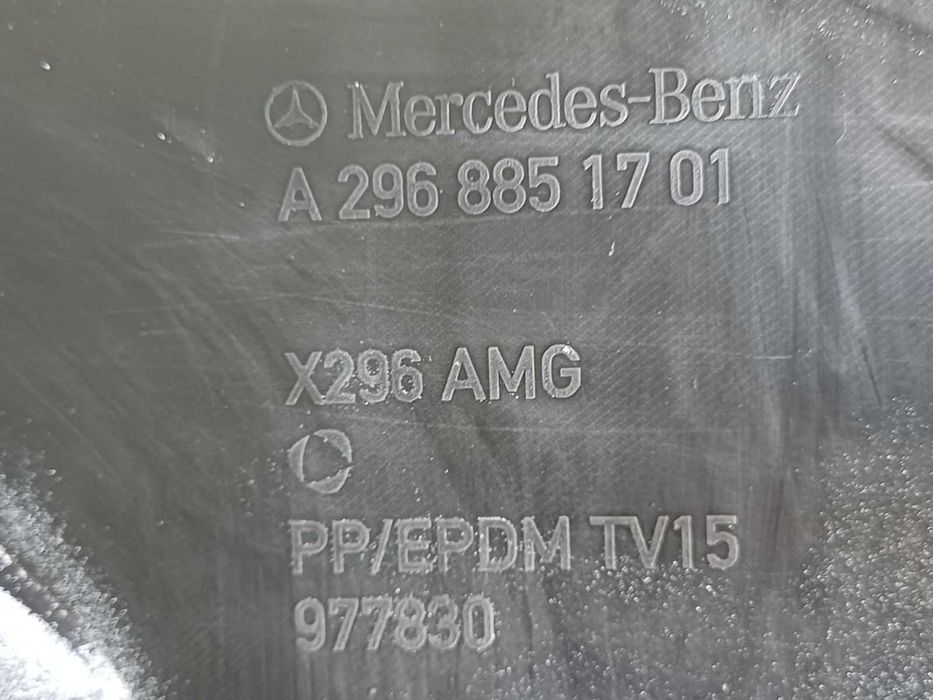 Mercedes-Benz
A 296 885 17 01
X296 AMG
PP/EPDM TV15
977830